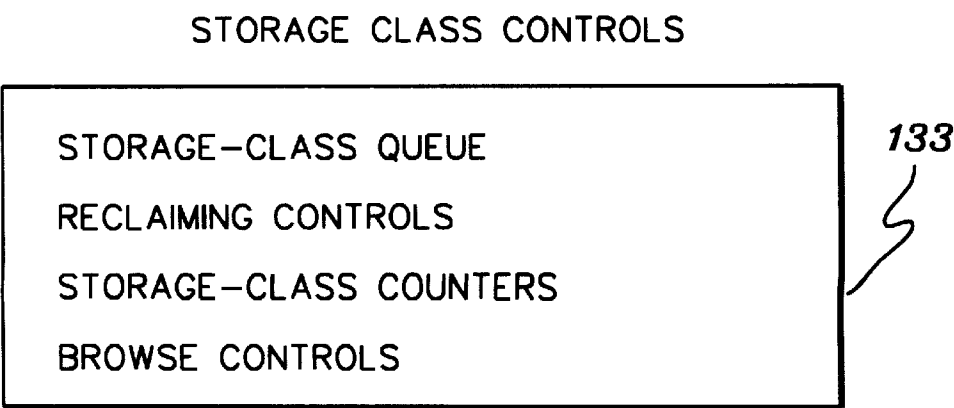 STORAGE CLASS CONTROLS
STORAGE-CLASS QUEUE
133
RECLAIMING CONTROLS
STORAGE-CLASS COUNTERS
BROWSE CONTROLS